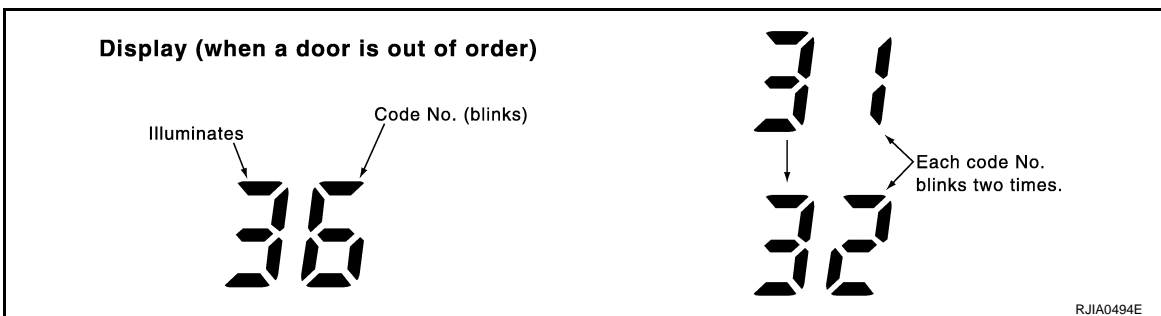 Display (when a door is out of order)
Illuminates
Code No. (blinks)
36
31
Each code No.
blinks two times.
32
RJIA0494E